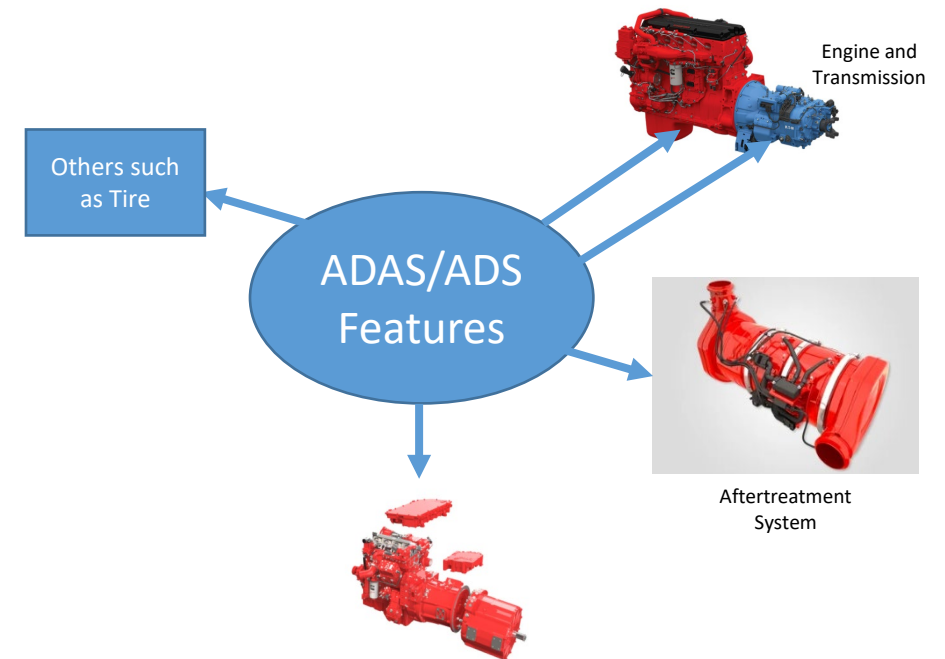 Engine and
Transmission
Others such
as Tire
ADAS/ADS
Features
Aftertreatment
System